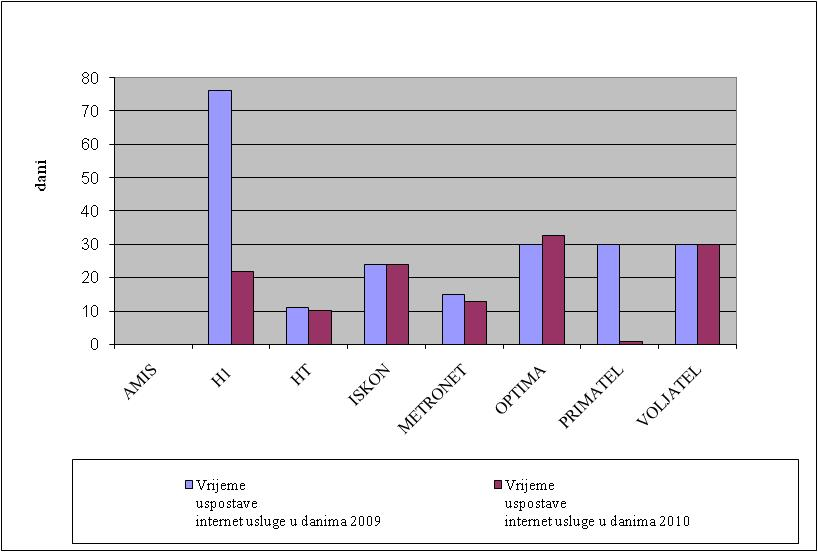 80
70
60
50
40
30
20
10
0
dani
AMIS
H1
HT
ISKON
METRONET
OPTIMA
PRIMATEL
VOLJATEL
Vrijeme
uspostave
internet usluge u danima 2009
Vrijeme
uspostave
internet usluge u danima 2010